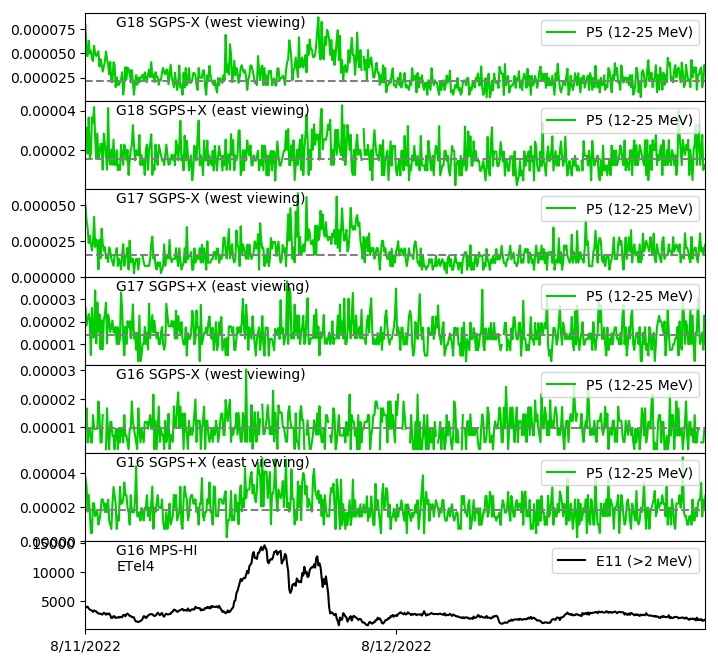 G18 SGPS-X (west viewing)
P5 (12-25 MeV)
0.000075
0.000050
0.000025
G18 SGPS+X (east viewing)
P5 (12-25 MeV)
0.00004
0.00002
G17 SGPS-X (west viewing)
P5 (12-25 MeV)
0.000050
0.000025
0.000000
G17 SGPS+X (east viewing)
P5 (12-25 MeV)
0.00003
0.00002
0.00001
G16 SGPS-X (west viewing)
P5 (12-25 MeV)
0.00003
0.00002
0.00001
G16 SGPS+X (east viewing)
P5 (12-25 MeV)
0.00004
0.00002
0.00000
15000
G16 MPS-HI
ETel4
E11 (>2 MeV)
10000
5000
8/11/2022
8/12/2022